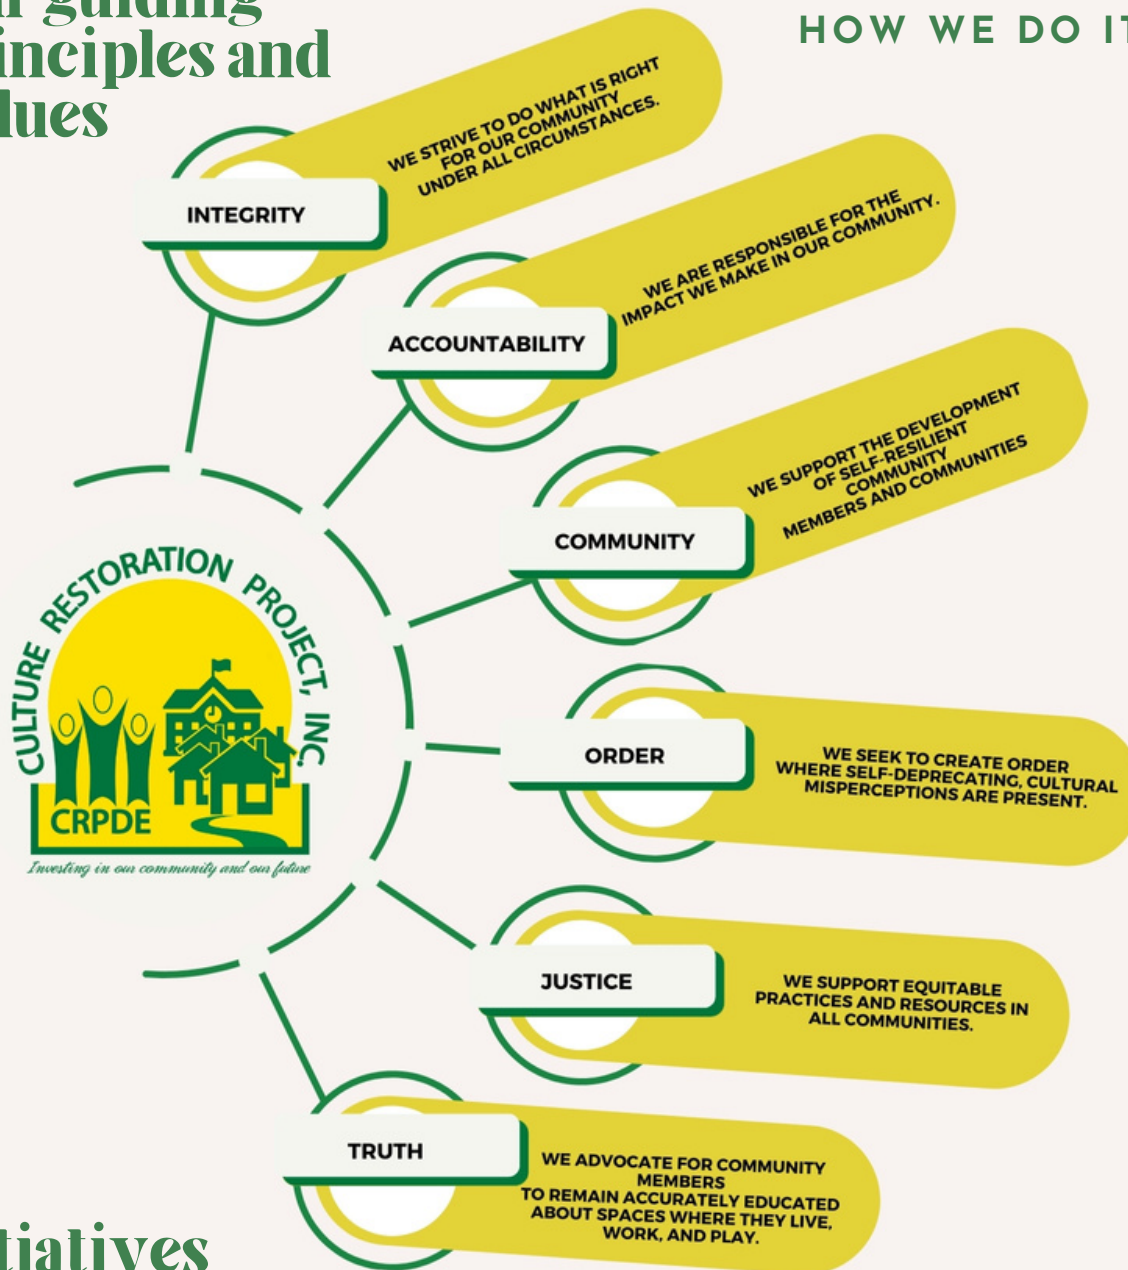 guiding
inciples and
lues
HOW WE DO IT
INTEGRITY
WE STRIVE TO DO WHAT IS RIGHT
FOR OUR COMMUNITY
UNDER ALL CIRCUMSTANCES.
ACCOUNTABILITY
WE ARE RESPONSIBLE FOR THE
IMPACT WE MAKE IN OUR COMMUNITY.
COMMUNITY
WE SUPPORT THE DEVELOPMENT
OF SELF-RESILIENT
COMMUNITY
MEMBERS AND COMMUNITIES
CULTURE RESTORATION PROJECT, INC.
CRPDE
Investing in our community and our future
ORDER
WE SEEK TO CREATE ORDER
WHERE SELF-DEPRECATING, CULTURAL
MISPERCEPTIONS ARE PRESENT.
JUSTICE
WE SUPPORT EQUITABLE
PRACTICES AND RESOURCES IN
ALL COMMUNITIES.
TRUTH
WE ADVOCATE FOR COMMUNITY
MEMBERS
TO REMAIN ACCURATELY EDUCATED
ABOUT SPACES WHERE THEY LIVE,
WORK, AND PLAY.
tiatives